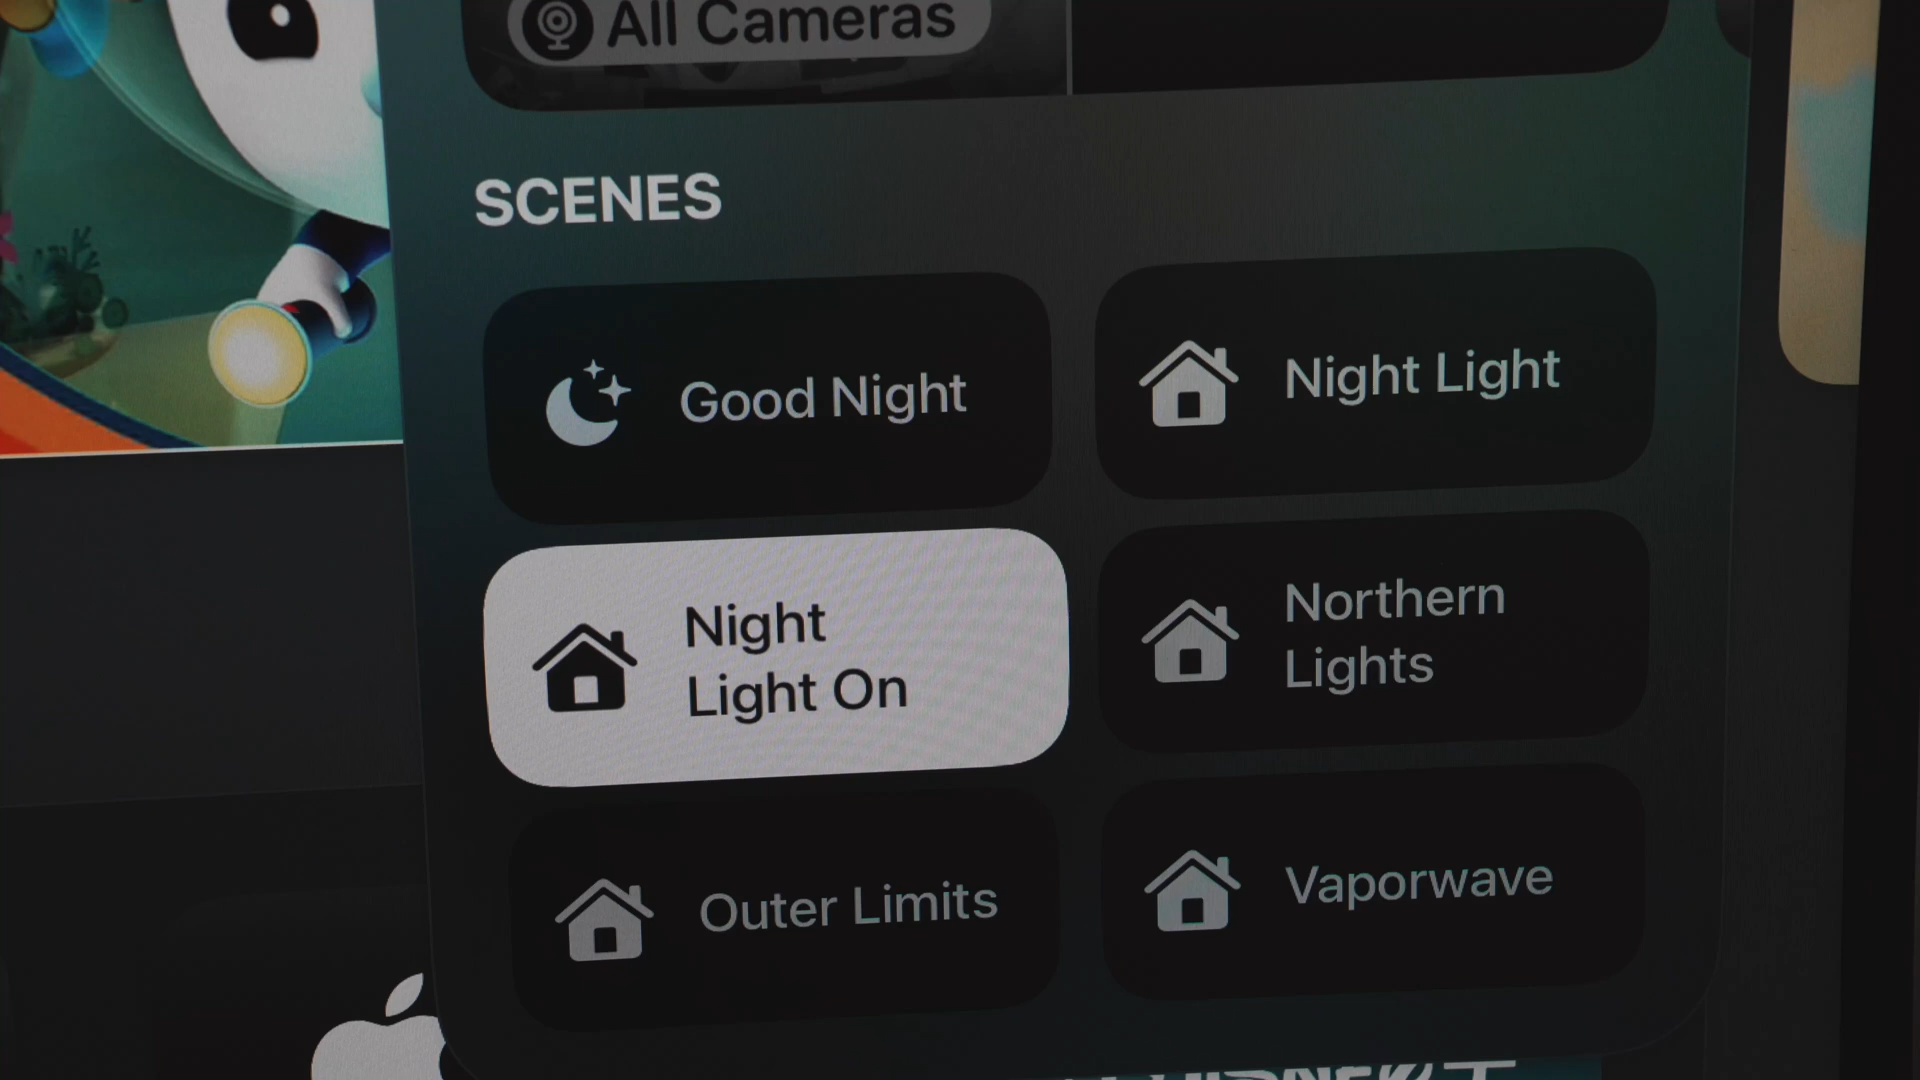 All Cameras
SCENES
Good Night
Night Light
Night
Light On
Northern
Lights
Outer Limits
Vaporwave